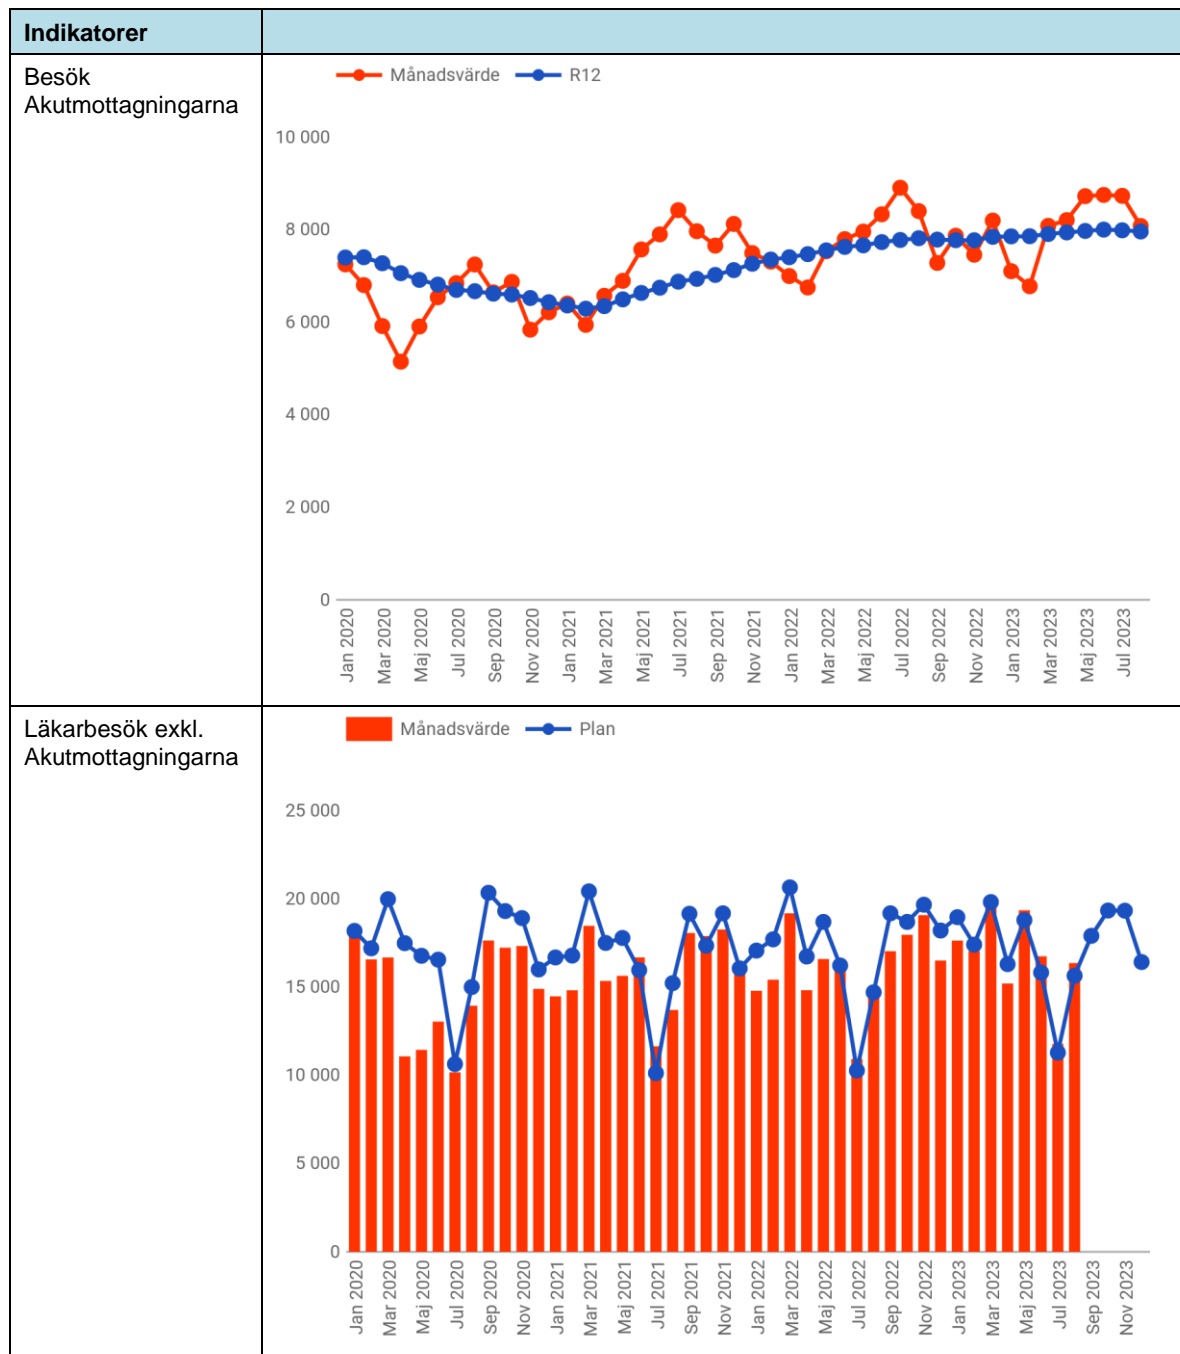 Indikatorer
Besök
Akutmottagningarna
Månadsvärde R12
10 000
8 000
6 000
4 000
2 000
0
Jan 2020 Mar 2020 Maj 2020 Jul 2020 Sep 2020 Nov 2020 Jan 2021 Mar 2021 Maj 2021 Jul 2021 Sep 2021 Nov 2021 Jan 2022 Mar 2022 Maj 2022 Jul 2022 Sep 2022 Nov 2022 Jan 2023 Mar 2023 Maj 2023 Jul 2023
Läkarbesök exkl.
Akutmottagningarna
Månadsvärde Plan
25 000
20 000
15 000
10 000
5 000
0
Jan 2020 Mar 2020 Maj 2020 Jul 2020 Sep 2020 Nov 2020 Jan 2021 Mar 2021 Maj 2021 Jul 2021 Sep 2021 Nov 2021 Jan 2022 Mar 2022 Maj 2022 Jul 2022 Sep 2022 Nov 2022 Jan 2023 Mar 2023 Maj 2023 Jul 2023 Sep 2023 Nov 2023